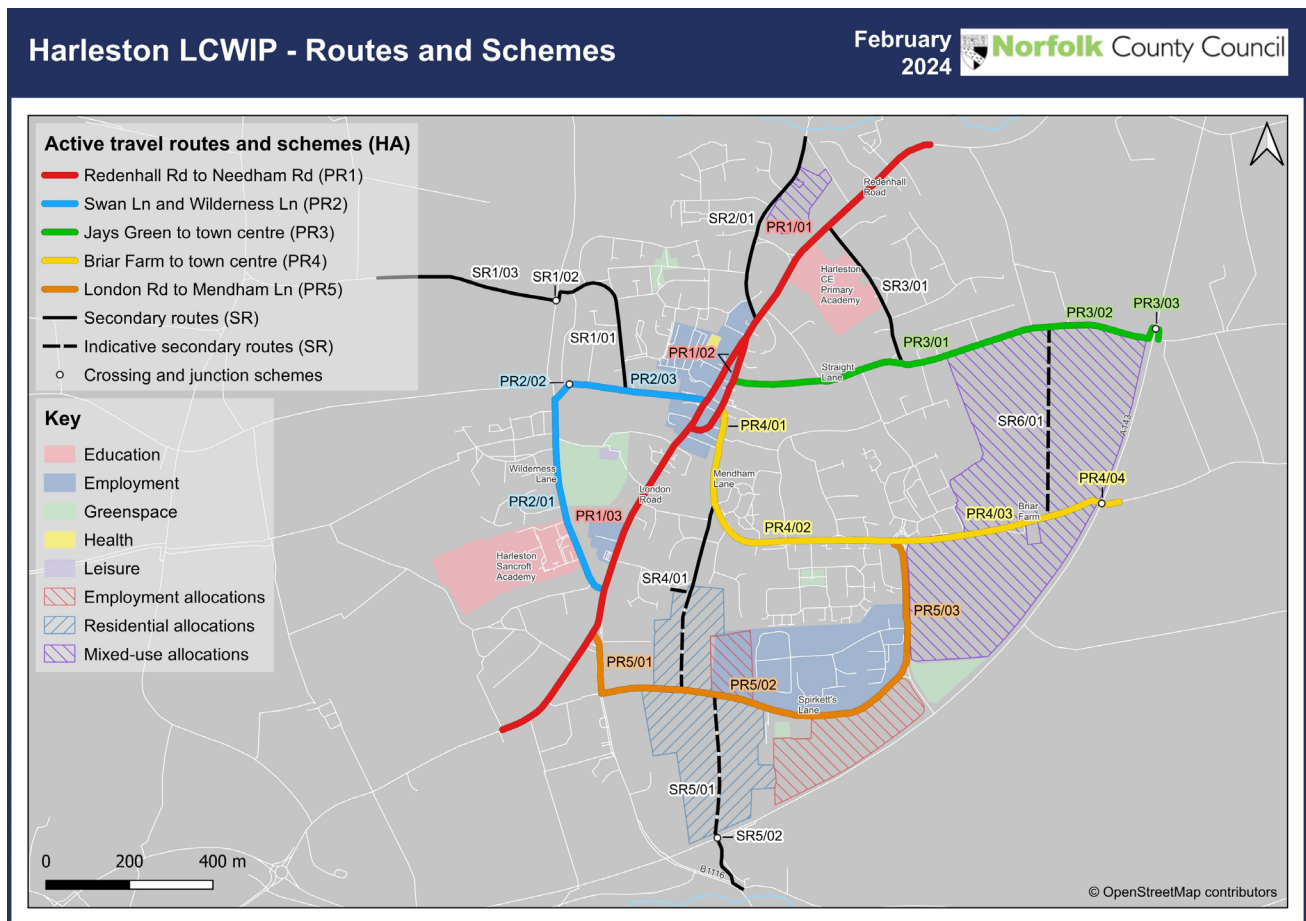 Harleston LCWIP - Routes and Schemes
February
2024
Norfolk County Council
Active travel routes and schemes (HA)
Redenhall Rd to Needham Rd (PR1)
Swan Ln and Wilderness Ln (PR2)
Jays Green to town centre (PR3)
Briar Farm to town centre (PR4)
London Rd to Mendham Ln (PR5)
Secondary routes (SR)
Indicative secondary routes (SR)
Crossing and junction schemes
Key
Education
Employment
Greenspace
Health
Leisure
Employment allocations
Residential allocations
Mixed-use allocations
Redenhall
Road
SR2/01
PR1/01
SR1/03
SR1/02
Harleston
CE
Primary
Academy
SR3/01
PR3/03
PR3/02
SR1/01
PR3/01
PR1/02
Straight
Lane
PR2/02
PR2/03
PR4/01
SR6/01
A143
Wilderness
Lane
Mendham
Lane
PR4/04
London
Road
PR2/01
Briar
Farm
PR1/03
PR4/03
PR4/02
Harleston
Sancroft
Academy
SR4/01
PR5/03
PR5/01
PR5/02
Spirkett's
Lane
SR5/01
SR5/02
B1116
0
200
400 m
© OpenStreetMap contributors